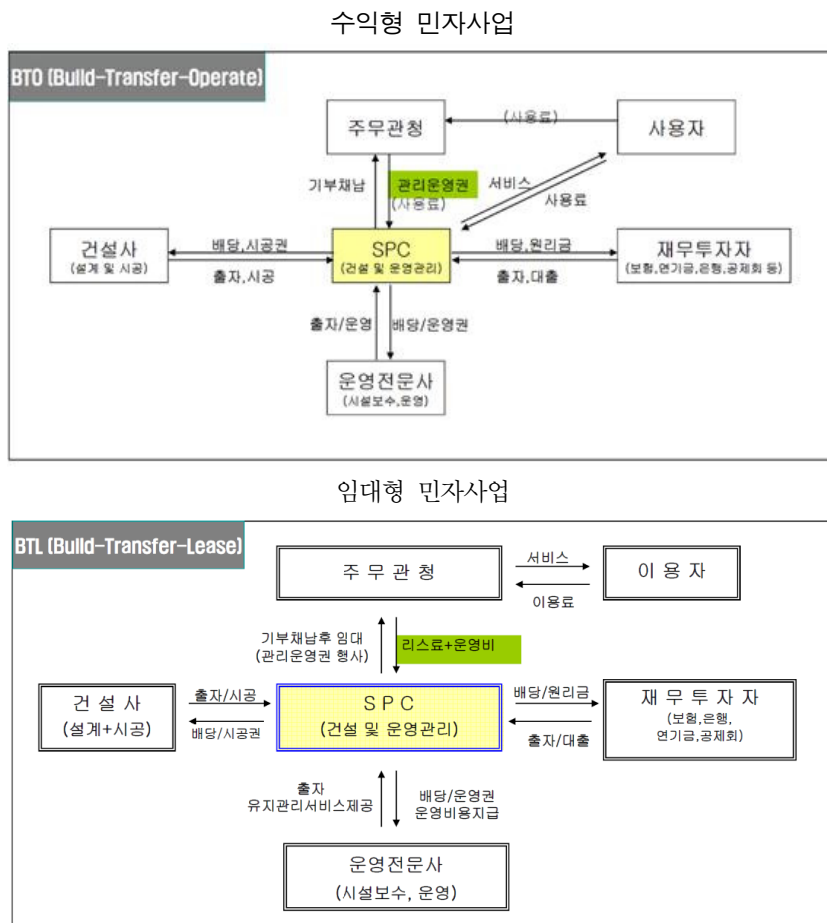 수익형 민자사업
BTO (Build-Transfer-Operate)
주무관청
(사용료)
사용자
기부채납
관리운영권
(사용료)
서비스
사용료
건설사
(설계 및 시공)
배당,시공권
출자,시공
SPC
(건설 및 운영관리)
배당,원리금
출자,대출
재무투자자
(보험,연기금,은행,공제회 등)
출자/운영
배당/운영권
운영전문사
(시설보수,운영)
임대형 민자사업
BTL (Build-Transfer-Lease)
주 무 관 청
서비스
이용료
이 용 자
기부채납후 임대
(관리운영권 행사)
리스료+운영비
건 설 사
(설계+시공)
출자/시공
배당/시공권
S P C
(건설 및 운영관리)
배당/원리금
출자/대출
재 무 투 자 자
(보험,은행,
연기금,공제회)
출자
유지관리서비스제공
배당/운영권
운영비용지급
운영전문사
(시설보수, 운영)